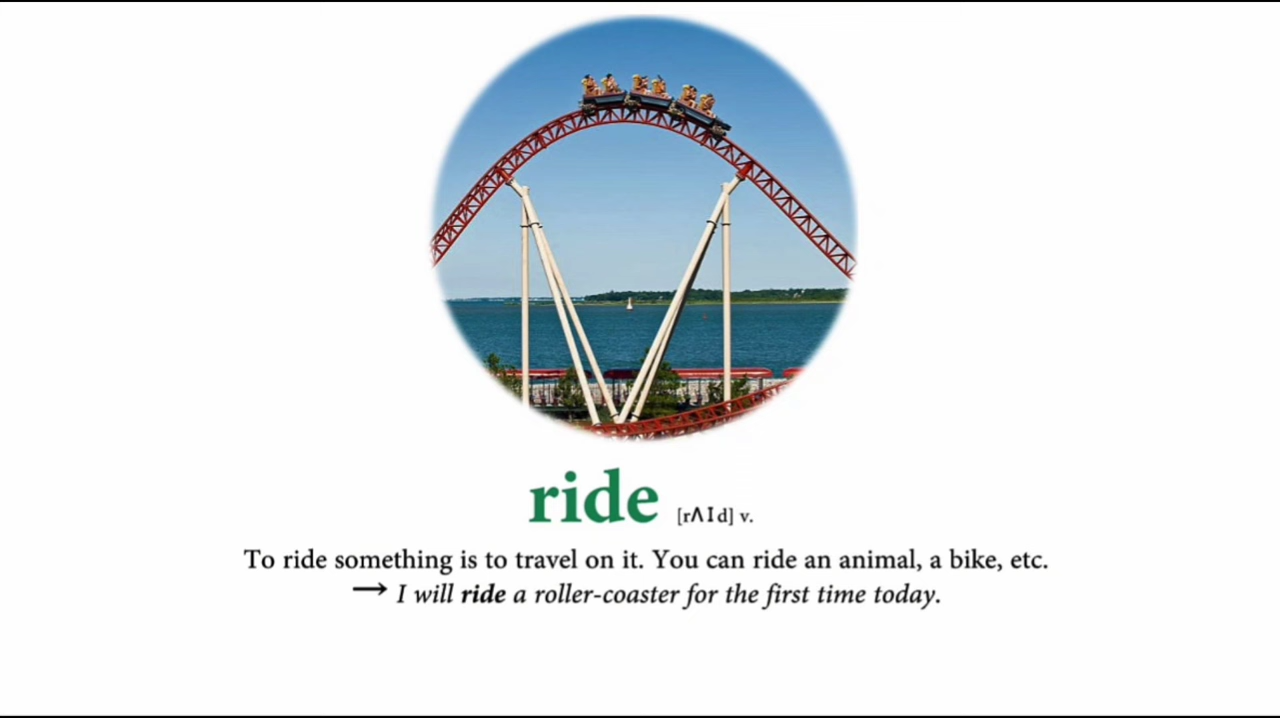 ride [rɅɪd] v.
To ride something is to travel on it. You can ride an animal, a bike, etc.
→ I will ride a roller-coaster for the first time today.